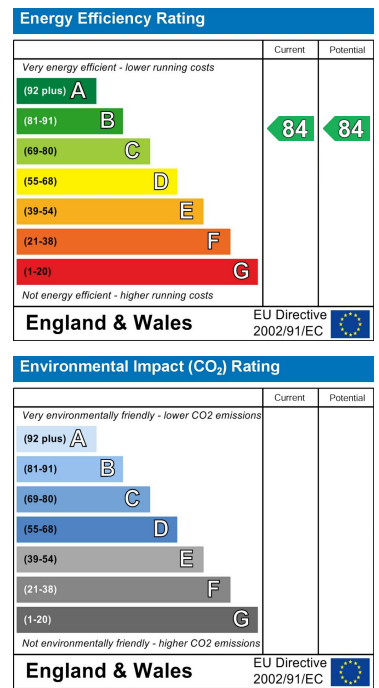 Energy Efficiency Rating
Current Potential
Very energy efficient - lower running costs
(92 plus) A
(81-91) B
84 84
(69-80) C
(55-68) D
(39-54) E
(21-38) F
(1-20) G
Not energy efficient - higher running costs
England & Wales
EU Directive
2002/91/EC
Environmental Impact (CO₂) Rating
Current Potential
Very environmentally friendly - lower CO2 emissions
(92 plus) A
(81-91) B
(69-80) C
(55-68) D
(39-54) E
(21-38) F
(1-20) G
Not environmentally friendly - higher CO2 emissions
England & Wales
EU Directive
2002/91/EC